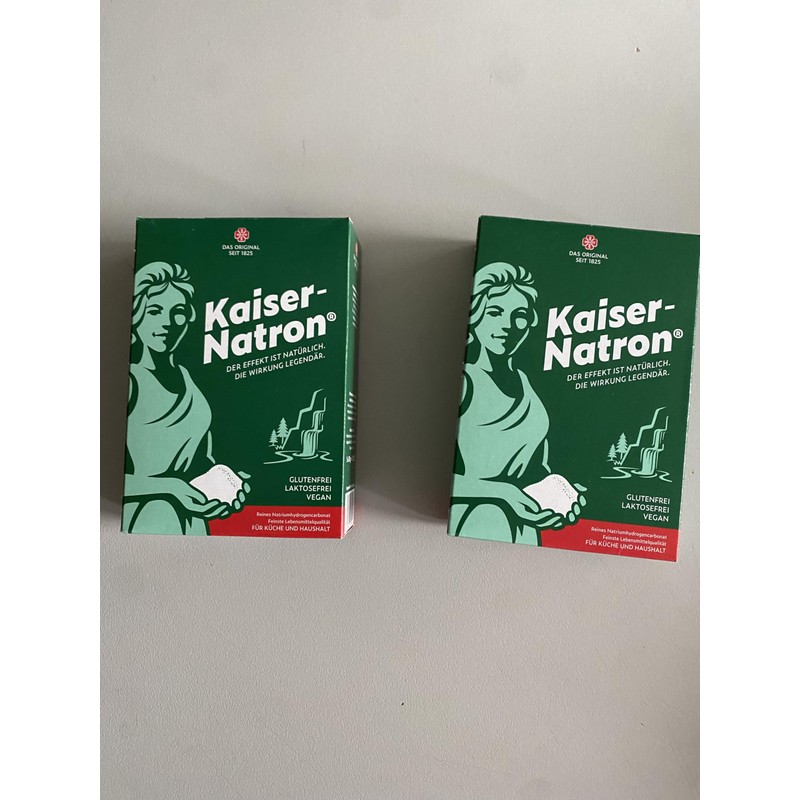 DAS ORIGINAL
SEIT 1825
Kaiser-
Natron®
DER EFFEKT IST NATÜRLICH.
DIE WIRKUNG LEGENDÄR.
GLUTENFREI
LAKTOSEFREI
VEGAN
Reines Natriumhydrogencarbonat
Feinste Lebensmittelqualität
FÜR KÜCHE UND HAUSHALT
DAS ORIGINAL
SEIT 1825
Kaiser-
Natron®
DER EFFEKT IST NATÜRLICH.
DIE WIRKUNG LEGENDÄR.
GLUTENFREI
LAKTOSEFREI
VEGAN
Reines Natriumhydrogencarbonat
Feinste Lebensmittelqualität
FÜR KÜCHE UND HAUSHALT